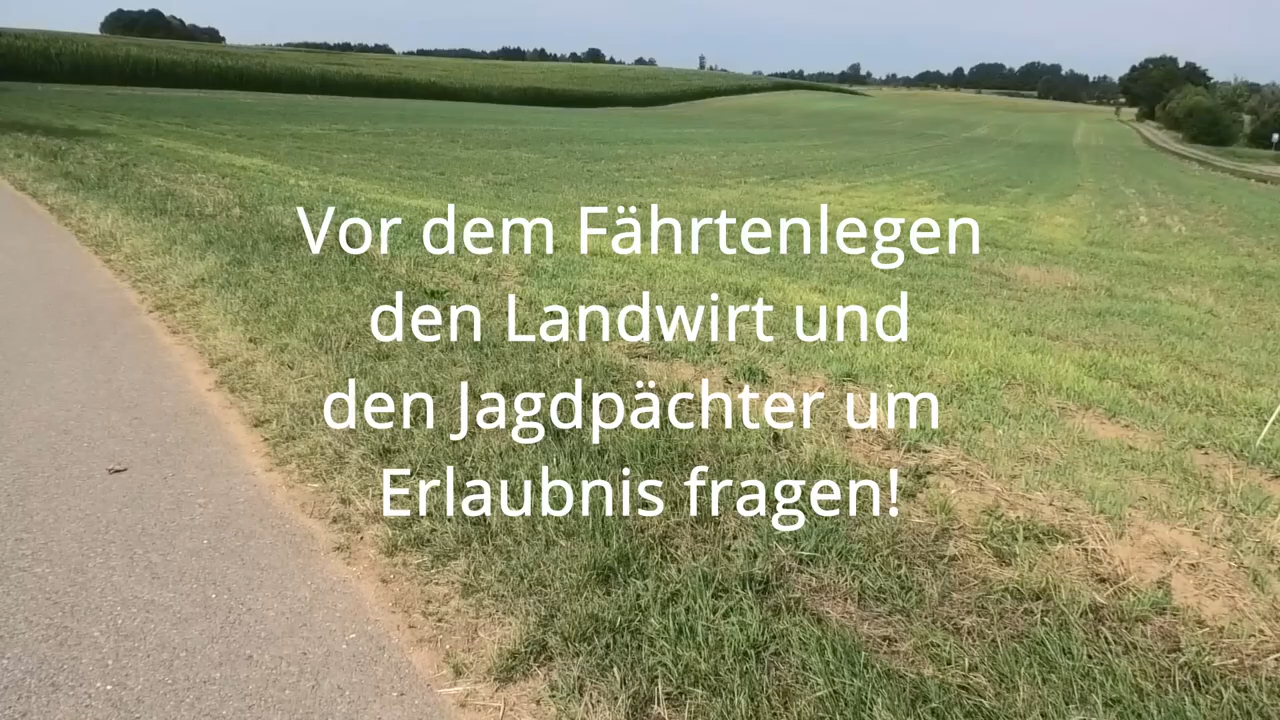 Vor dem Fährtenlegen
den Landwirt und
den Jagdpächter um
Erlaubnis fragen!